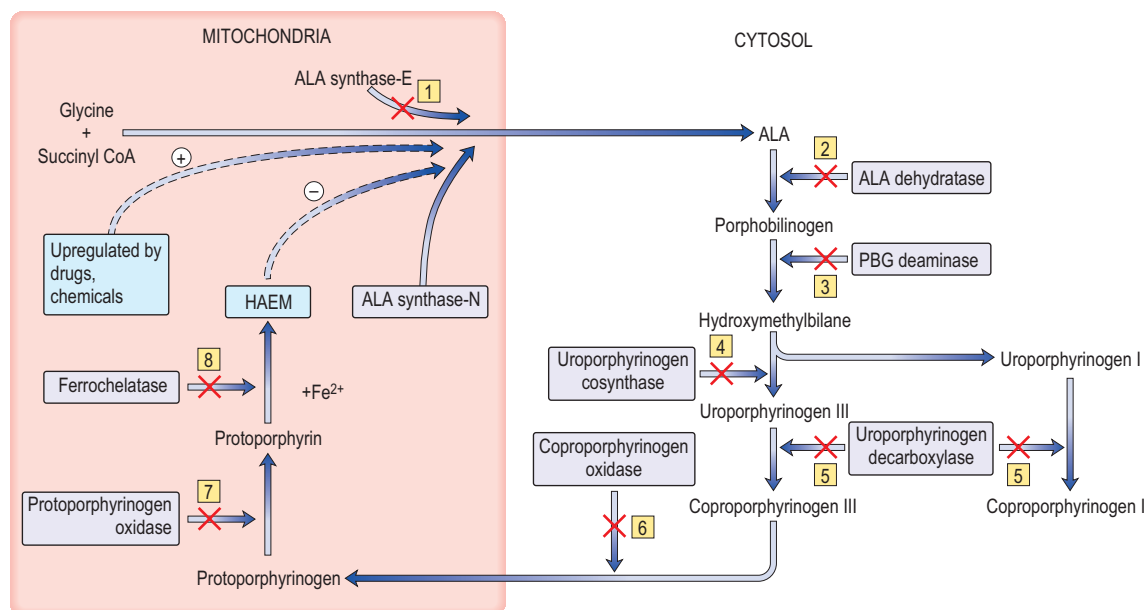 MITOCHONDRIA
CYTOSOL
ALA synthase-E
1
Glycine
+
Succinyl CoA
ALA
+
2
ALA dehydratase
−
Porphobilinogen
Upregulated by
drugs,
chemicals
HAEM
ALA synthase-N
PBG deaminase
3
Hydroxymethylbilane
8
Ferrochelatase
+Fe²⁺
Uroporphyrinogen
cosynthase
4
Uroporphyrinogen I
Uroporphyrinogen III
Protoporphyrin
Coproporphyrinogen
oxidase
Uroporphyrinogen
decarboxylase
5
5
7
Protoporphyrinogen
oxidase
6
Coproporphyrinogen III
Coproporphyrinogen I
Protoporphyrinogen